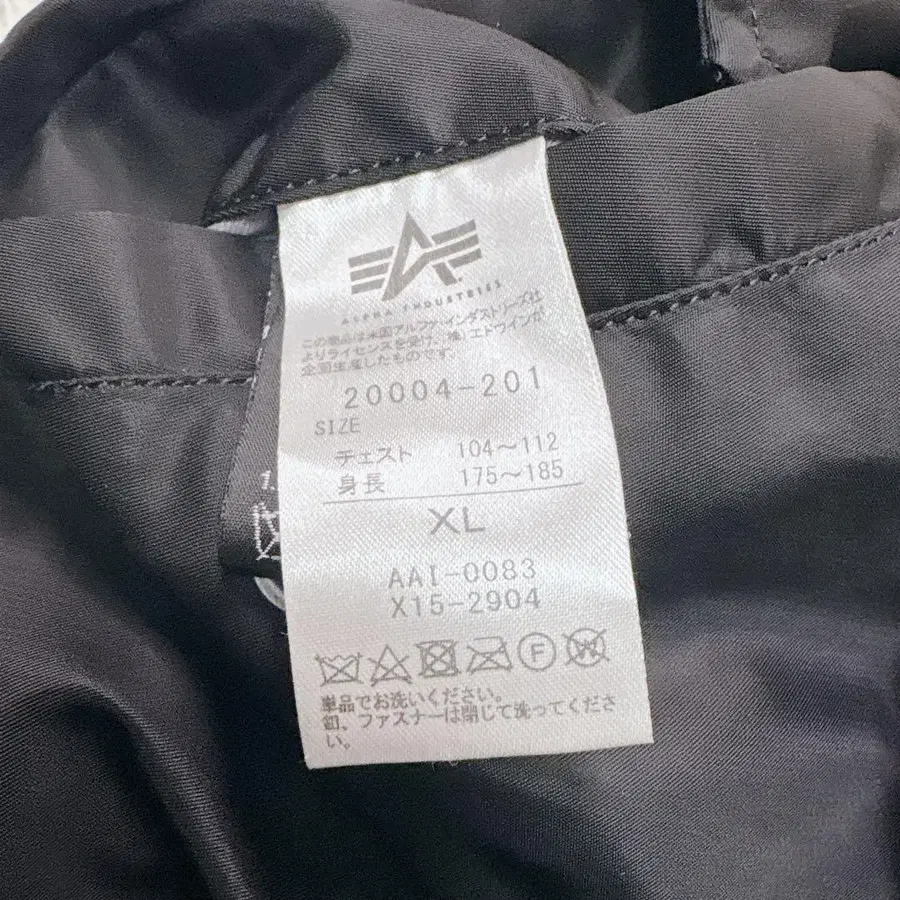 ALPHA INDUSTRIES
この商品は米国アルファ・インダストリーズ社
よりライセンスを受け、(株)エドウインが
企画生産したものです。
20004-201
SIZE
チェスト 104～112
身長 175～185
XL
AAI-0083
X15-2904
F W
単品でお洗いください。
釦、ファスナーは閉じて洗ってくださ
い。
1.